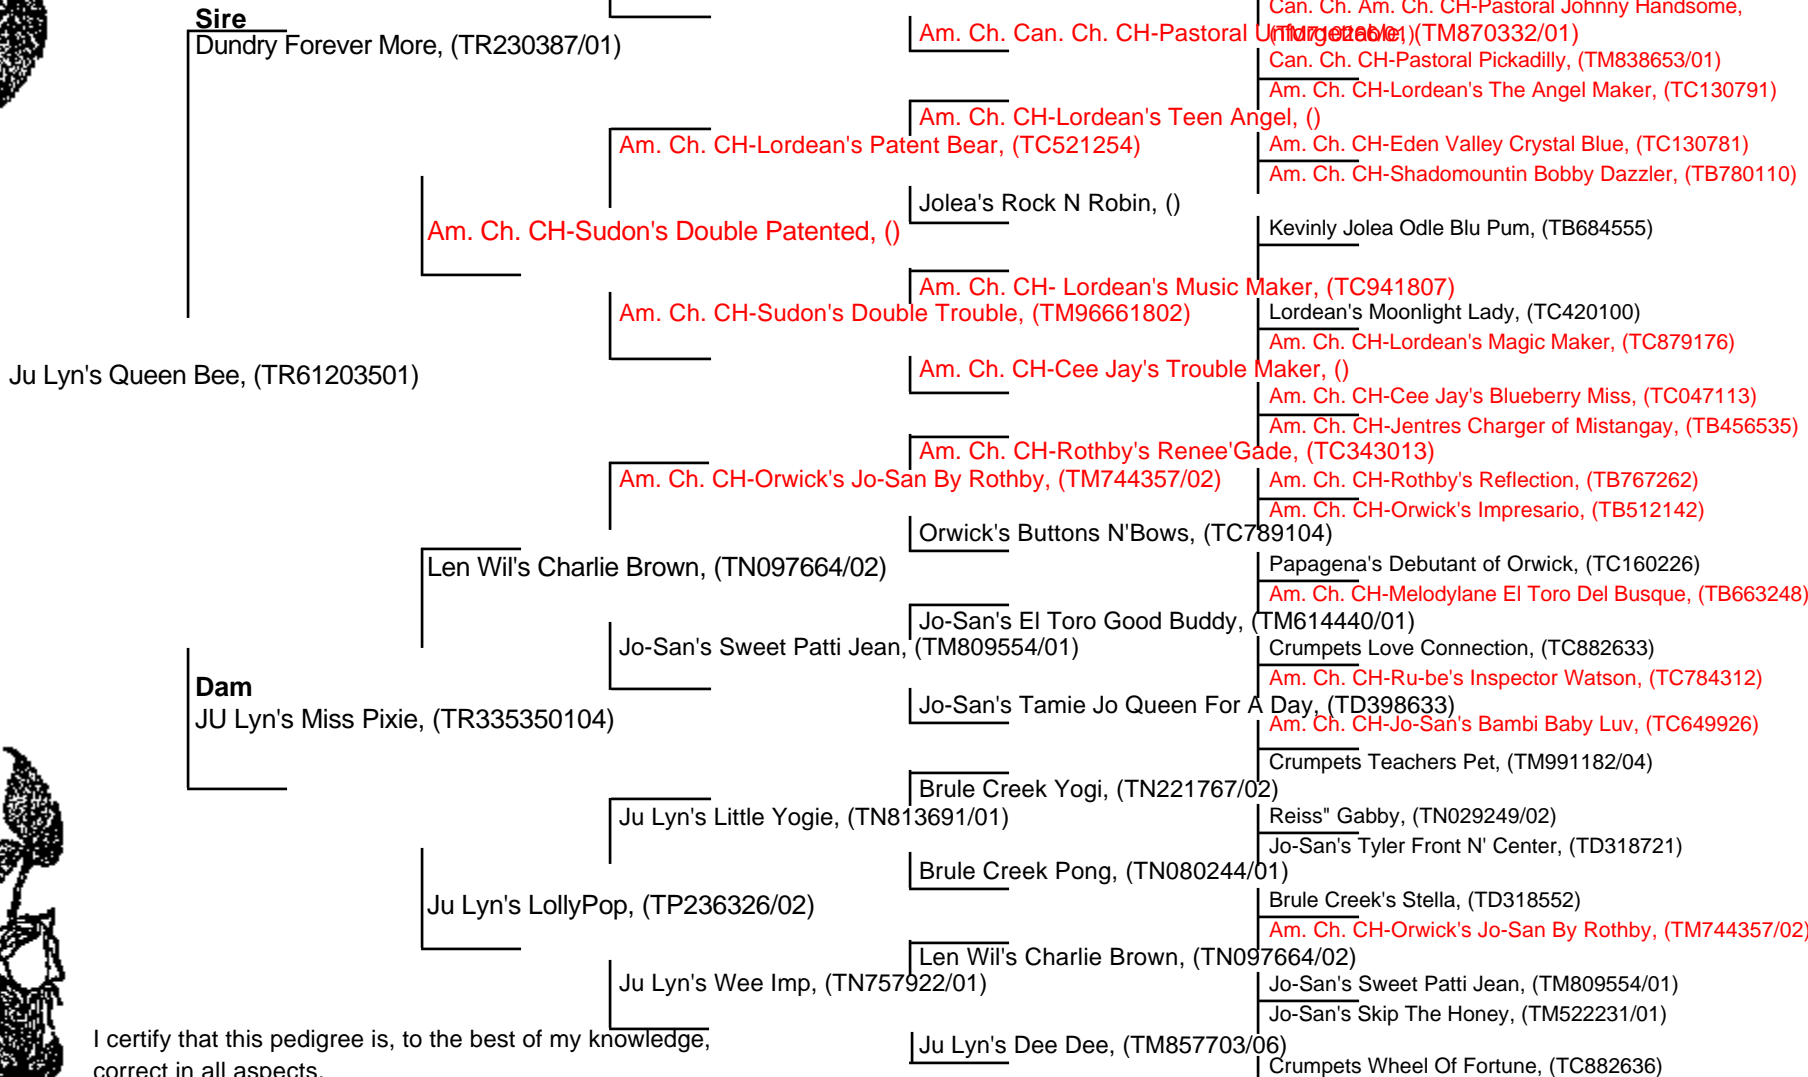 Sire
Dundry Forever More, (TR230387/01)
Am. Ch. CH-Sudon's Double Patented, ()
Ju Lyn's Queen Bee, (TR61203501)
Len Wil's Charlie Brown, (TN097664/02)
Dam
JU Lyn's Miss Pixie, (TR335350104)
Ju Lyn's LollyPop, (TP236326/02)
Am. Ch. CH-Lordean's Patent Bear, (TC521254)
Am. Ch. CH-Sudon's Double Trouble, (TM96661802)
Am. Ch. CH-Orwick's Jo-San By Rothby, (TM744357/02)
Jo-San's Sweet Patti Jean, (TM809554/01)
Ju Lyn's Little Yogie, (TN813691/01)
Ju Lyn's Wee Imp, (TN757922/01)
Am. Ch. Can. Ch. CH-Pastoral Unforgettable, (TM870332/01)
Am. Ch. CH-Lordean's Teen Angel, ()
Jolea's Rock N Robin, ()
Am. Ch. CH- Lordean's Music Maker, (TC941807)
Am. Ch. CH-Cee Jay's Trouble Maker, ()
Am. Ch. CH-Rothby's Renee'Gade, (TC343013)
Orwick's Buttons N'Bows, (TC789104)
Jo-San's El Toro Good Buddy, (TM614440/01)
Jo-San's Tamie Jo Queen For A Day, (TD398633)
Brule Creek Yogi, (TN221767/02)
Brule Creek Pong, (TN080244/01)
Len Wil's Charlie Brown, (TN097664/02)
Ju Lyn's Dee Dee, (TM857703/06)
Can. Ch. Am. Ch. CH-Pastoral Johnny Handsome,
Can. Ch. CH-Pastoral Pickadilly, (TM838653/01)
Am. Ch. CH-Lordean's The Angel Maker, (TC130791)
Am. Ch. CH-Eden Valley Crystal Blue, (TC130781)
Am. Ch. CH-Shadomountin Bobby Dazzler, (TB780110)
Kevinly Jolea Odle Blu Pum, (TB684555)
Lordean's Moonlight Lady, (TC420100)
Am. Ch. CH-Lordean's Magic Maker, (TC879176)
Am. Ch. CH-Cee Jay's Blueberry Miss, (TC047113)
Am. Ch. CH-Jentres Charger of Mistangay, (TB456535)
Am. Ch. CH-Rothby's Reflection, (TB767262)
Am. Ch. CH-Orwick's Impresario, (TB512142)
Papagena's Debutant of Orwick, (TC160226)
Am. Ch. CH-Melodylane El Toro Del Busque, (TB663248)
Crumpets Love Connection, (TC882633)
Am. Ch. CH-Ru-be's Inspector Watson, (TC784312)
Am. Ch. CH-Jo-San's Bambi Baby Luv, (TC649926)
Crumpets Teachers Pet, (TM991182/04)
Reiss" Gabby, (TN029249/02)
Jo-San's Tyler Front N' Center, (TD318721)
Brule Creek's Stella, (TD318552)
Am. Ch. CH-Orwick's Jo-San By Rothby, (TM744357/02)
Jo-San's Sweet Patti Jean, (TM809554/01)
Jo-San's Skip The Honey, (TM522231/01)
Crumpets Wheel Of Fortune, (TC882636)
I certify that this pedigree is, to the best of my knowledge,
correct in all aspects.